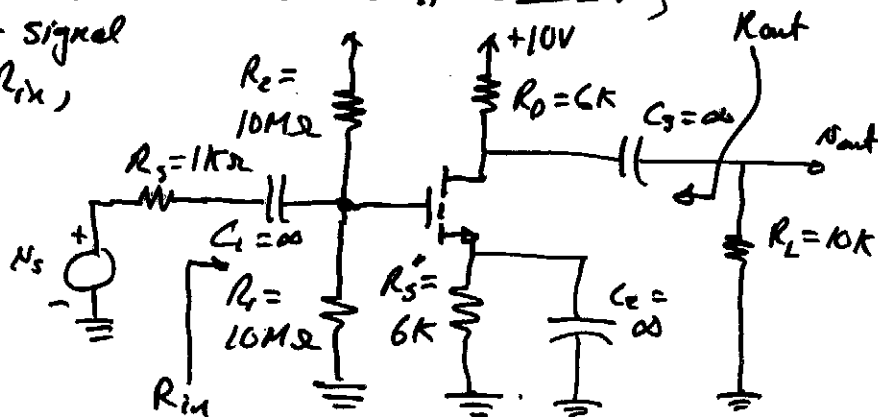 signal
Rin,
R2 =
10MΩ
+10V
RD = 6K
Rout
C3 = ∞
vout
Rs = 1KΩ
C1 = ∞
vs
+
-
R1 =
10MΩ
Rs* =
6K
C2 =
∞
RL = 10K
Rin